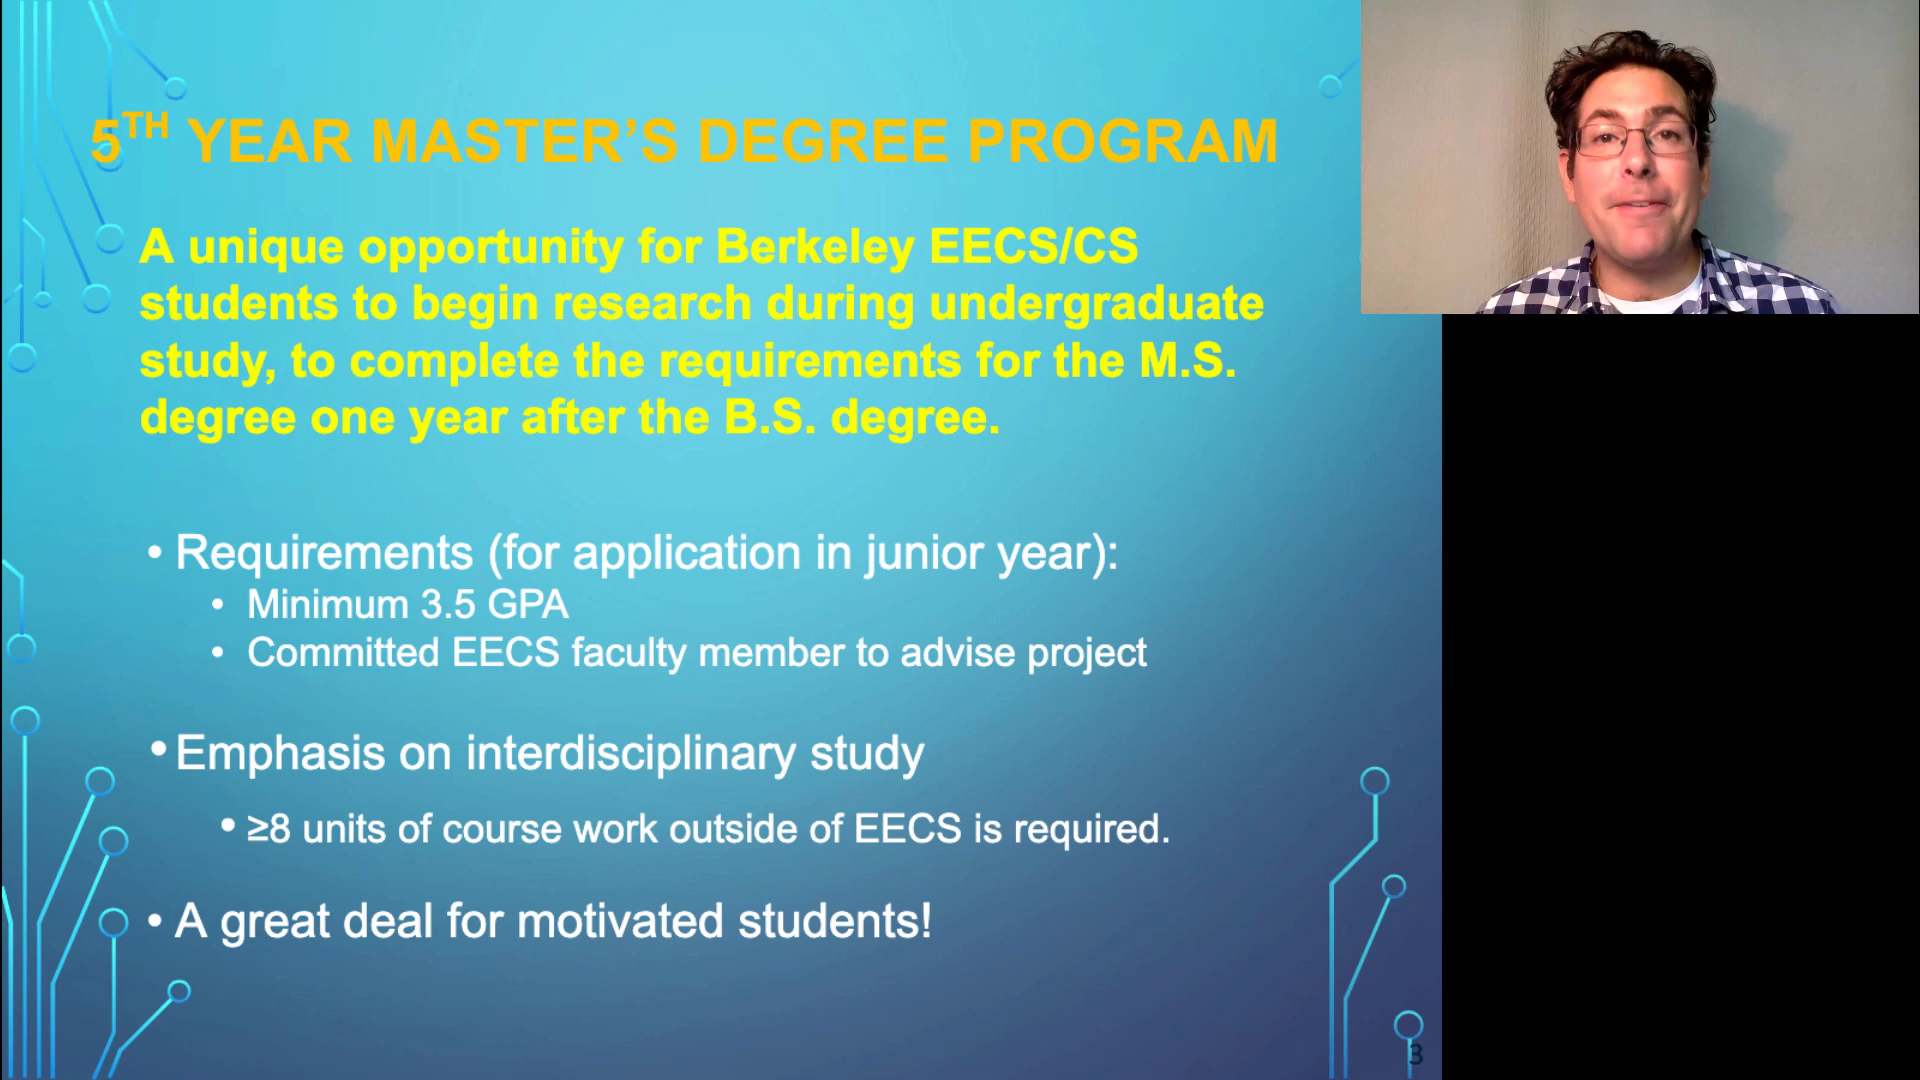 5TH YEAR MASTER’S DEGREE PROGRAM
A unique opportunity for Berkeley EECS/CS
students to begin research during undergraduate
study, to complete the requirements for the M.S.
degree one year after the B.S. degree.
• Requirements (for application in junior year):
• Minimum 3.5 GPA
• Committed EECS faculty member to advise project
• Emphasis on interdisciplinary study
• ≥8 units of course work outside of EECS is required.
• A great deal for motivated students!
3